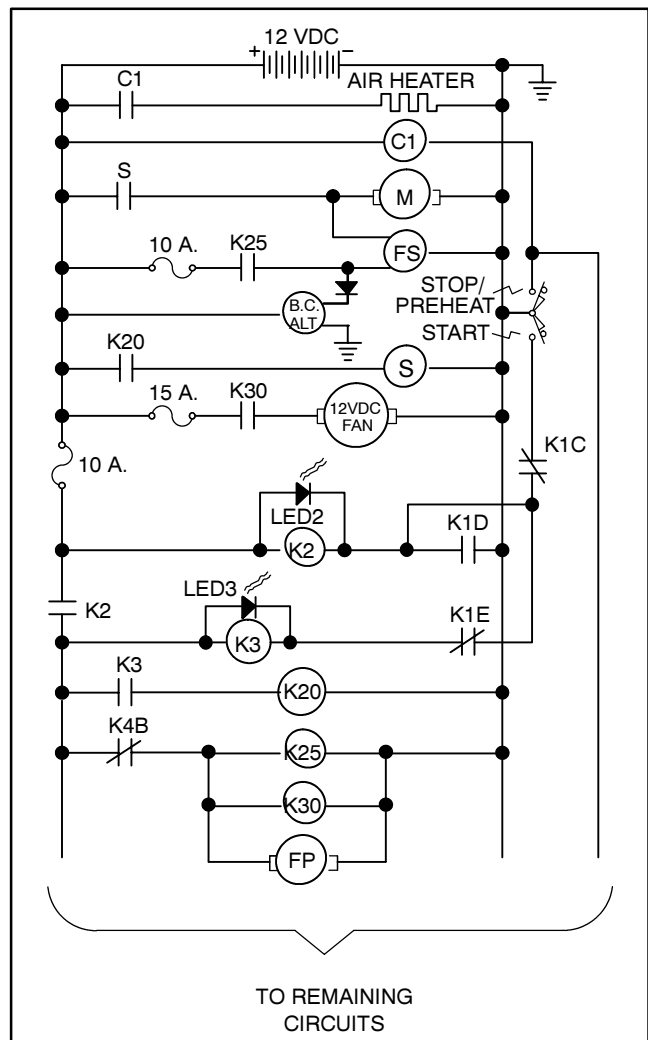 12 VDC
+ −
C1
AIR HEATER
C1
S
M
10 A.
K25
FS
STOP/
PREHEAT
B.C.
ALT
START
K20
S
15 A.
K30
12VDC
FAN
K1C
10 A.
LED2
K1D
K2
LED3
K2
K1E
K3
K3
K20
K4B
K25
K30
FP
TO REMAINING
CIRCUITS